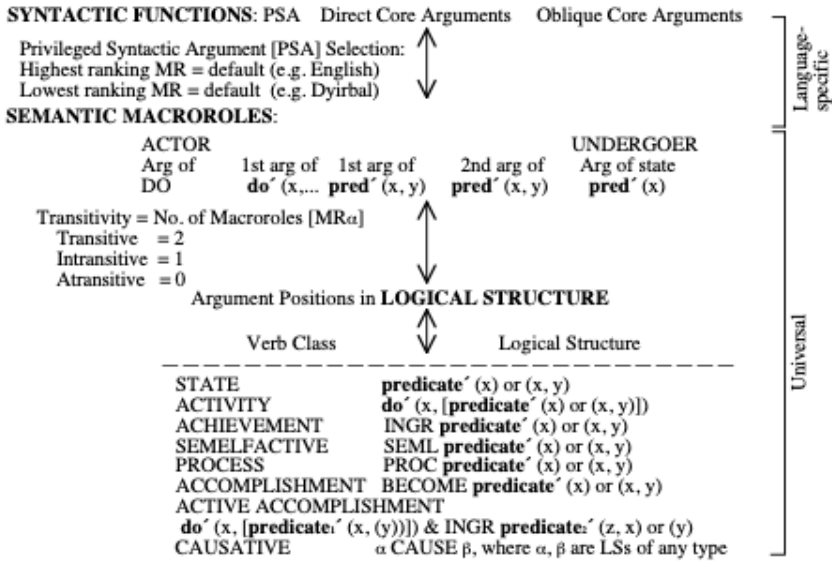 SYNTACTIC FUNCTIONS: PSA Direct Core Arguments Oblique Core Arguments
Privileged Syntactic Argument [PSA] Selection:
Highest ranking MR = default (e.g. English)
Lowest ranking MR = default (e.g. Dyirbal)
Language-specific
SEMANTIC MACROROLES:
ACTOR UNDERGOER
Arg of 1st arg of 1st arg of 2nd arg of Arg of state
DO do´ (x,... pred´ (x, y) pred´ (x, y) pred´ (x)
Transitivity = No. of Macroroles [MRα]
Transitive = 2
Intransitive = 1
Atransitive = 0
Argument Positions in LOGICAL STRUCTURE
Verb Class Logical Structure
Universal
STATE predicate´ (x) or (x, y)
ACTIVITY do´ (x, [predicate´ (x) or (x, y)])
ACHIEVEMENT INGR predicate´ (x) or (x, y)
SEMELFACTIVE SEML predicate´ (x) or (x, y)
PROCESS PROC predicate´ (x) or (x, y)
ACCOMPLISHMENT BECOME predicate´ (x) or (x, y)
ACTIVE ACCOMPLISHMENT
do´ (x, [predicate₁´ (x, (y))]) & INGR predicate₂´ (z, x) or (y)
CAUSATIVE α CAUSE β, where α, β are LSs of any type